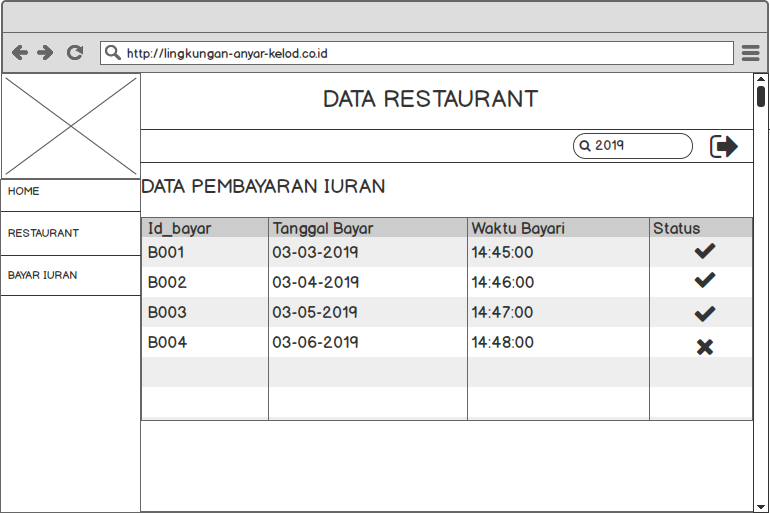 http://lingkungan-anyar-kelod.co.id
DATA RESTAURANT
2019
HOME
RESTAURANT
BAYAR IURAN
DATA PEMBAYARAN IURAN
Id_bayar Tanggal Bayar Waktu Bayari Status
B001 03-03-2019 14:45:00
B002 03-04-2019 14:46:00
B003 03-05-2019 14:47:00
B004 03-06-2019 14:48:00